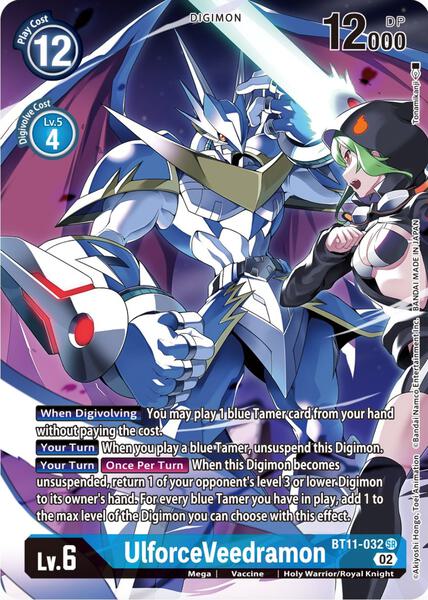 DIGIMON
Play Cost
12
12000 DP
Digivolve Cost
Lv.5
4
Tonamikanji
When Digivolving You may play 1 blue Tamer card from your hand
without paying the cost.
Your Turn When you play a blue Tamer, unsuspend this Digimon.
Your Turn Once Per Turn When this Digimon becomes
unsuspended, return 1 of your opponent's level 3 or lower Digimon
to its owner's hand. For every blue Tamer you have in play, add 1 to
the max level of the Digimon you can choose with this effect.
©Akiyoshi Hongo, Toei Animation ©Bandai Namco Entertainment Inc. BANDAI MADE IN JAPAN
Lv.6
UlforceVeedramon
BT11-032 SR
02
Mega | Vaccine | Holy Warrior/Royal Knight